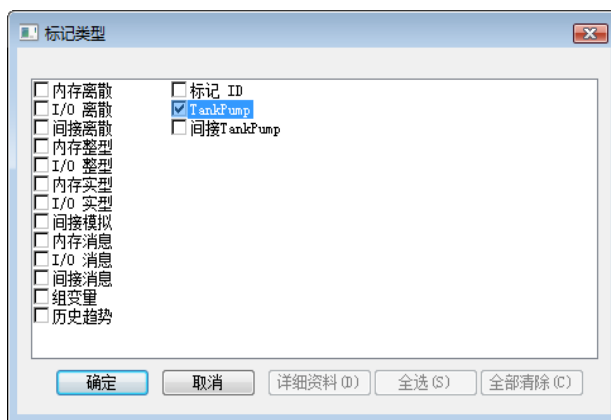 标记类型
内存离散
I/O 离散
间接离散
内存整型
I/O 整型
内存实型
I/O 实型
间接模拟
内存消息
I/O 消息
间接消息
组变量
历史趋势
标记 ID
TankPump
间接TankPump
确定
取消
详细资料(D)
全选(S)
全部清除(C)